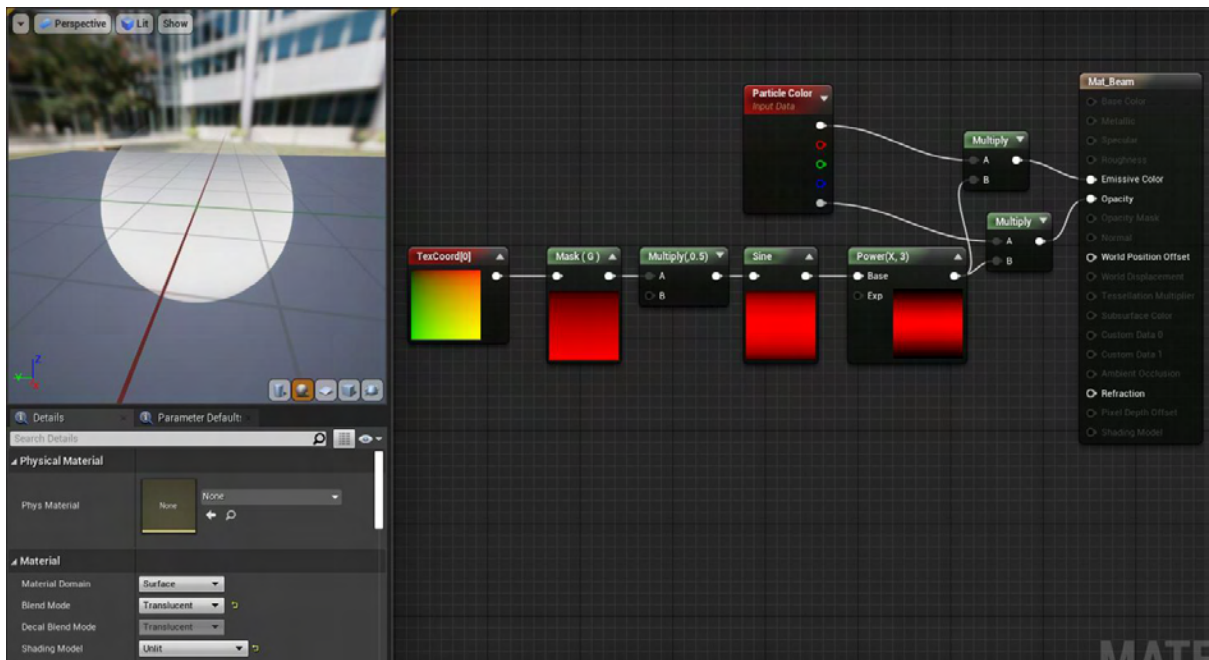 Perspective
Lit
Show
Z
Y
X
Details
Parameter Default
Search Details
Physical Material
Phys Material
None
None
Material
Material Domain
Surface
Blend Mode
Translucent
Decal Blend Mode
Translucent
Shading Model
Unlit
Particle Color
Input Data
Multiply
A
B
Multiply
A
B
TexCoord[0]
Mask ( G )
Multiply(,0.5)
A
B
Sine
Power(X, 3)
Base
Exp
Mat_Beam
Base Color
Metallic
Specular
Roughness
Emissive Color
Opacity
Opacity Mask
Normal
World Position Offset
World Displacement
Tessellation Multiplier
Subsurface Color
Custom Data 0
Custom Data 1
Ambient Occlusion
Refraction
Pixel Depth Offset
Shading Model
MATE